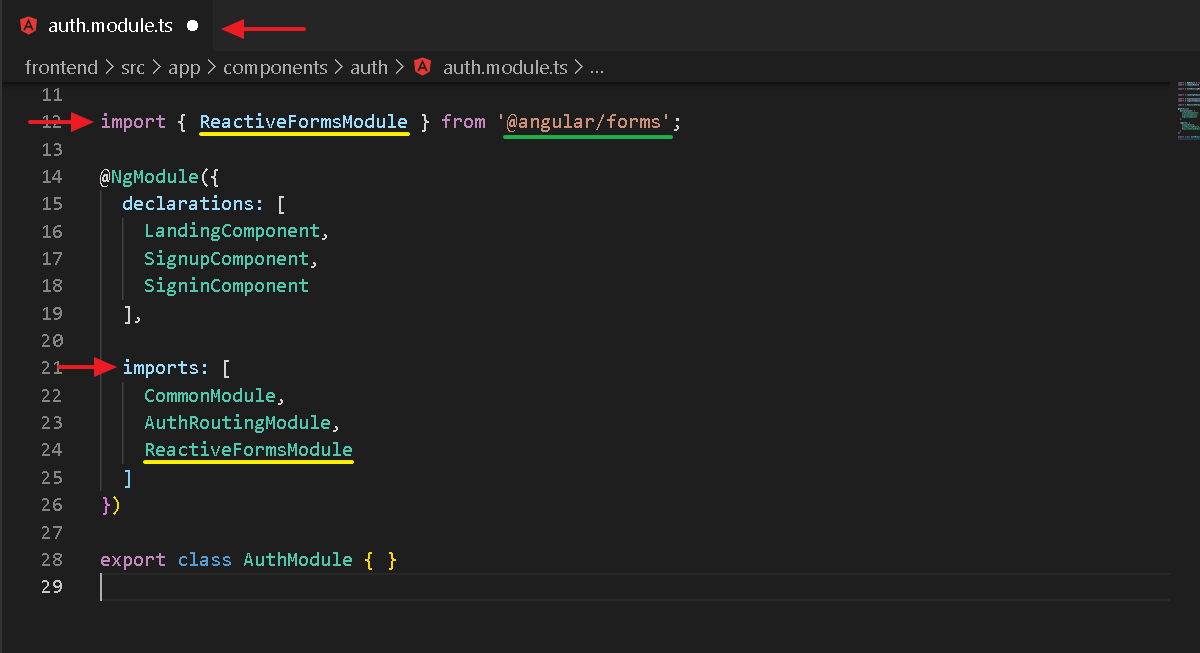 auth.module.ts
frontend > src > app > components > auth > auth.module.ts > ...
11
12 import { ReactiveFormsModule } from '@angular/forms';
13
14 @NgModule({
15 declarations: [
16 LandingComponent,
17 SignupComponent,
18 SigninComponent
19 ],
20
21 imports: [
22 CommonModule,
23 AuthRoutingModule,
24 ReactiveFormsModule
25 ]
26 })
27
28 export class AuthModule { }
29